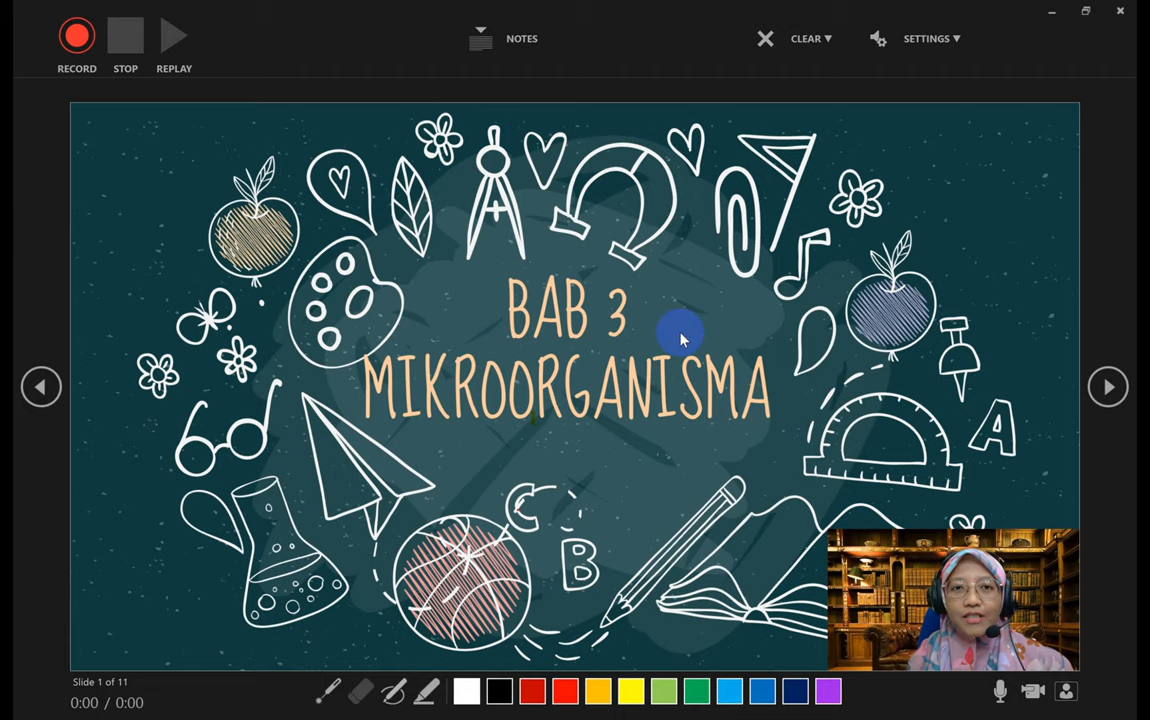 RECORD
STOP
REPLAY
NOTES
CLEAR
SETTINGS
BAB 3
MIKROORGANISMA
A
C
B
Slide 1 of 11
0:00 / 0:00